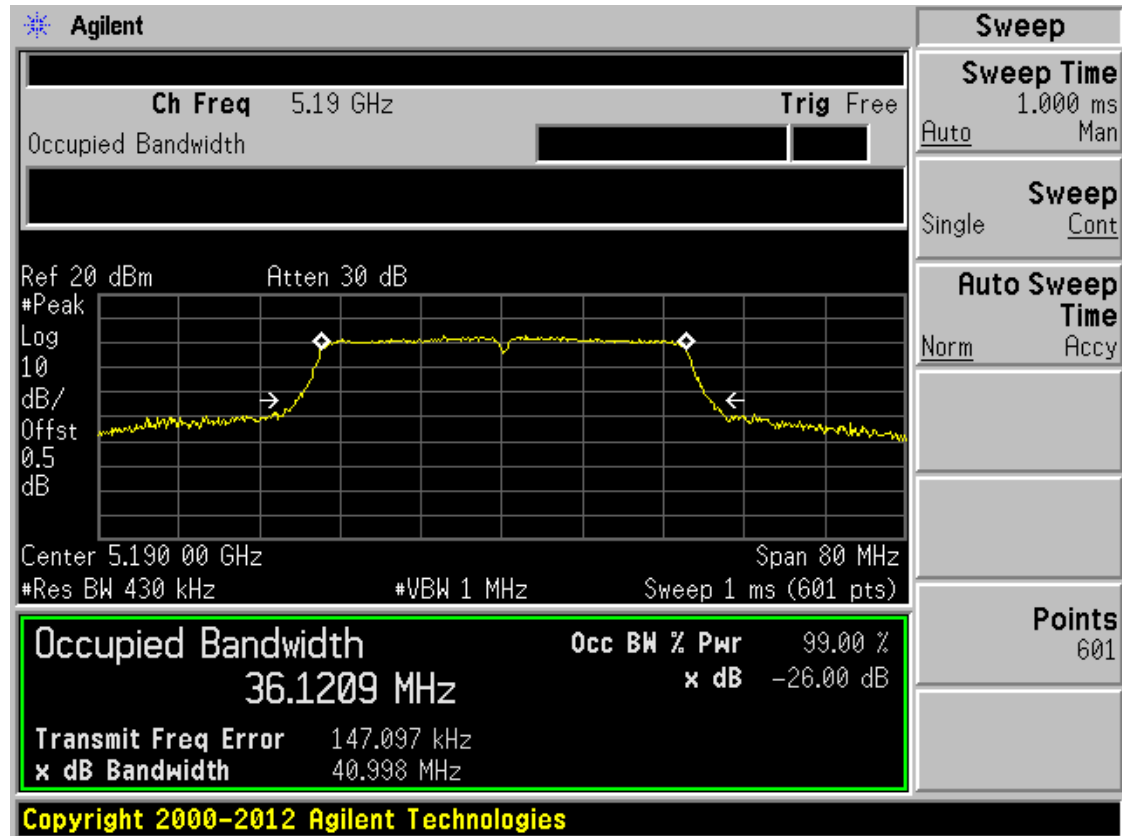 Agilent
Ch Freq 5.19 GHz Trig Free
Occupied Bandwidth
Ref 20 dBm Atten 30 dB
#Peak
Log
10
dB/
Offst
0.5
dB
Center 5.190 00 GHz Span 80 MHz
#Res BW 430 kHz #VBW 1 MHz Sweep 1 ms (601 pts)
Occupied Bandwidth
36.1209 MHz
Occ BW % Pwr 99.00 %
x dB -26.00 dB
Transmit Freq Error 147.097 kHz
x dB Bandwidth 40.998 MHz
Copyright 2000-2012 Agilent Technologies
Sweep
Sweep Time
1.000 ms
Auto Man
Sweep
Single Cont
Auto Sweep
Time
Norm Accy
Points
601